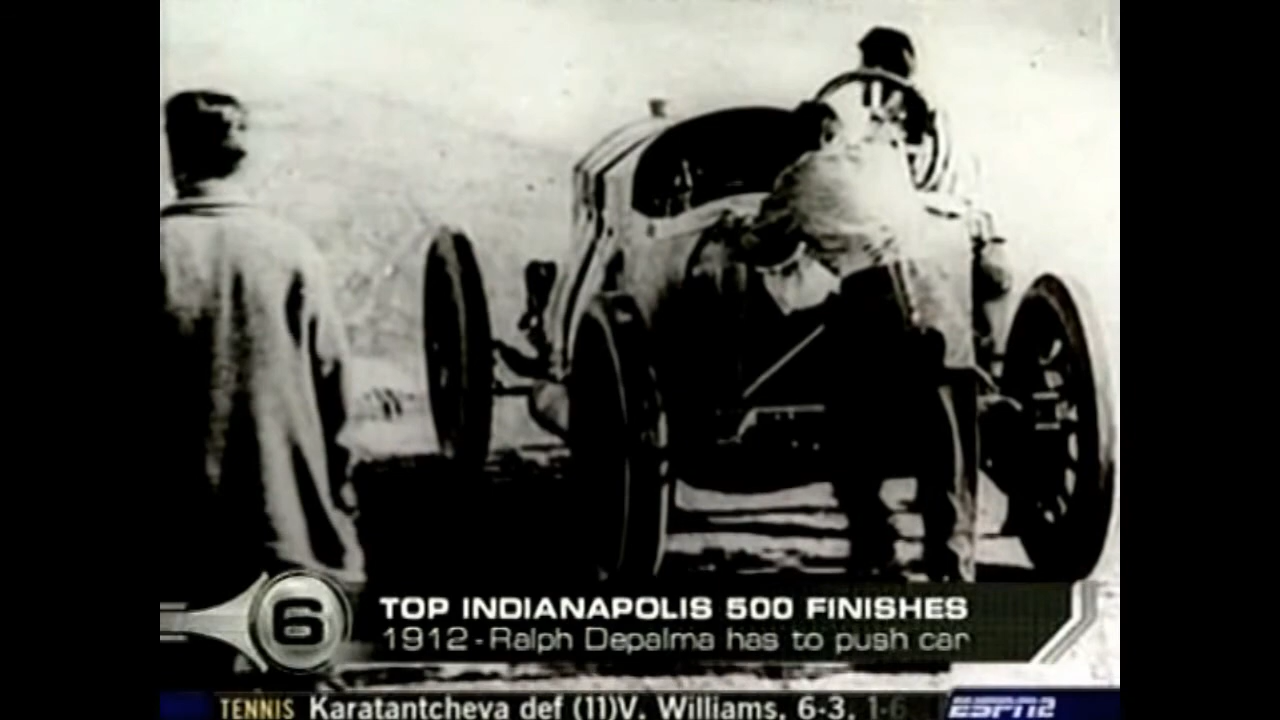 6
TOP INDIANAPOLIS 500 FINISHES
1912-Ralph Depalma has to push car
TENNIS Karatantcheva def (11)V. Williams, 6-3, 1-6
ESPN2